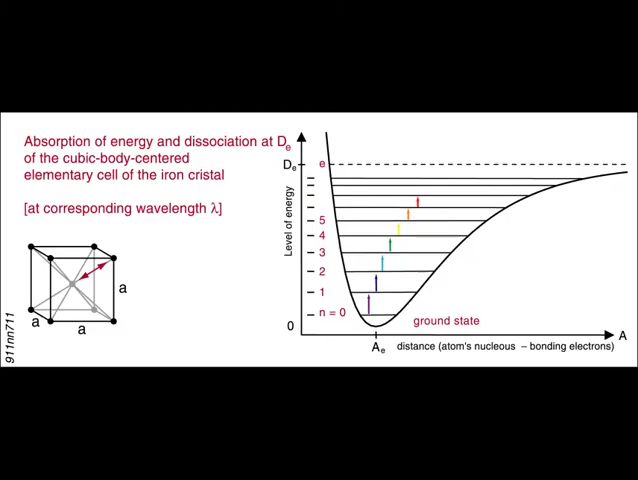 Absorption of energy and dissociation at De
of the cubic-body-centered
elementary cell of the iron cristal
[at corresponding wavelength λ]
a
a
a
911nn711
Level of energy
De
e
5
4
3
2
1
n = 0
0
ground state
A
Ae
distance (atom's nucleous – bonding electrons)